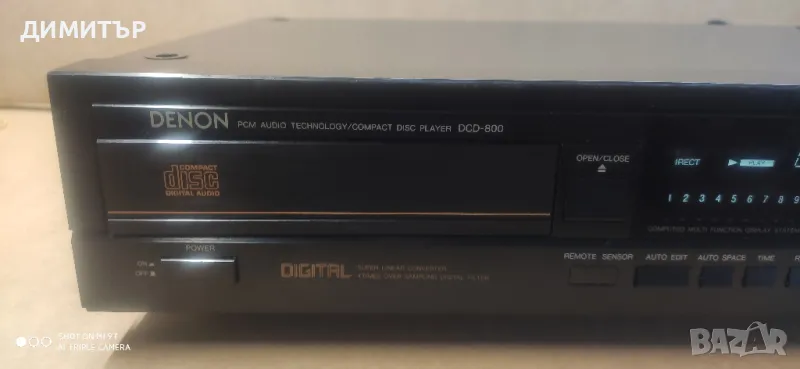 ДИМИТЪР
DENON PCM AUDIO TECHNOLOGY/COMPACT DISC PLAYER DCD-800
COMPACT
disc
DIGITAL AUDIO
OPEN/CLOSE
IRECT PLAY
1 2 3 4 5 6 7 8 9
POWER
ON
OFF
DIGITAL SUPER LINEAR CONVERTER
REMOTE SENSOR AUTO EDIT AUTO SPACE TIME
SHOT ON MI 9T
AI TRIPLE CAMERA
BAZAR